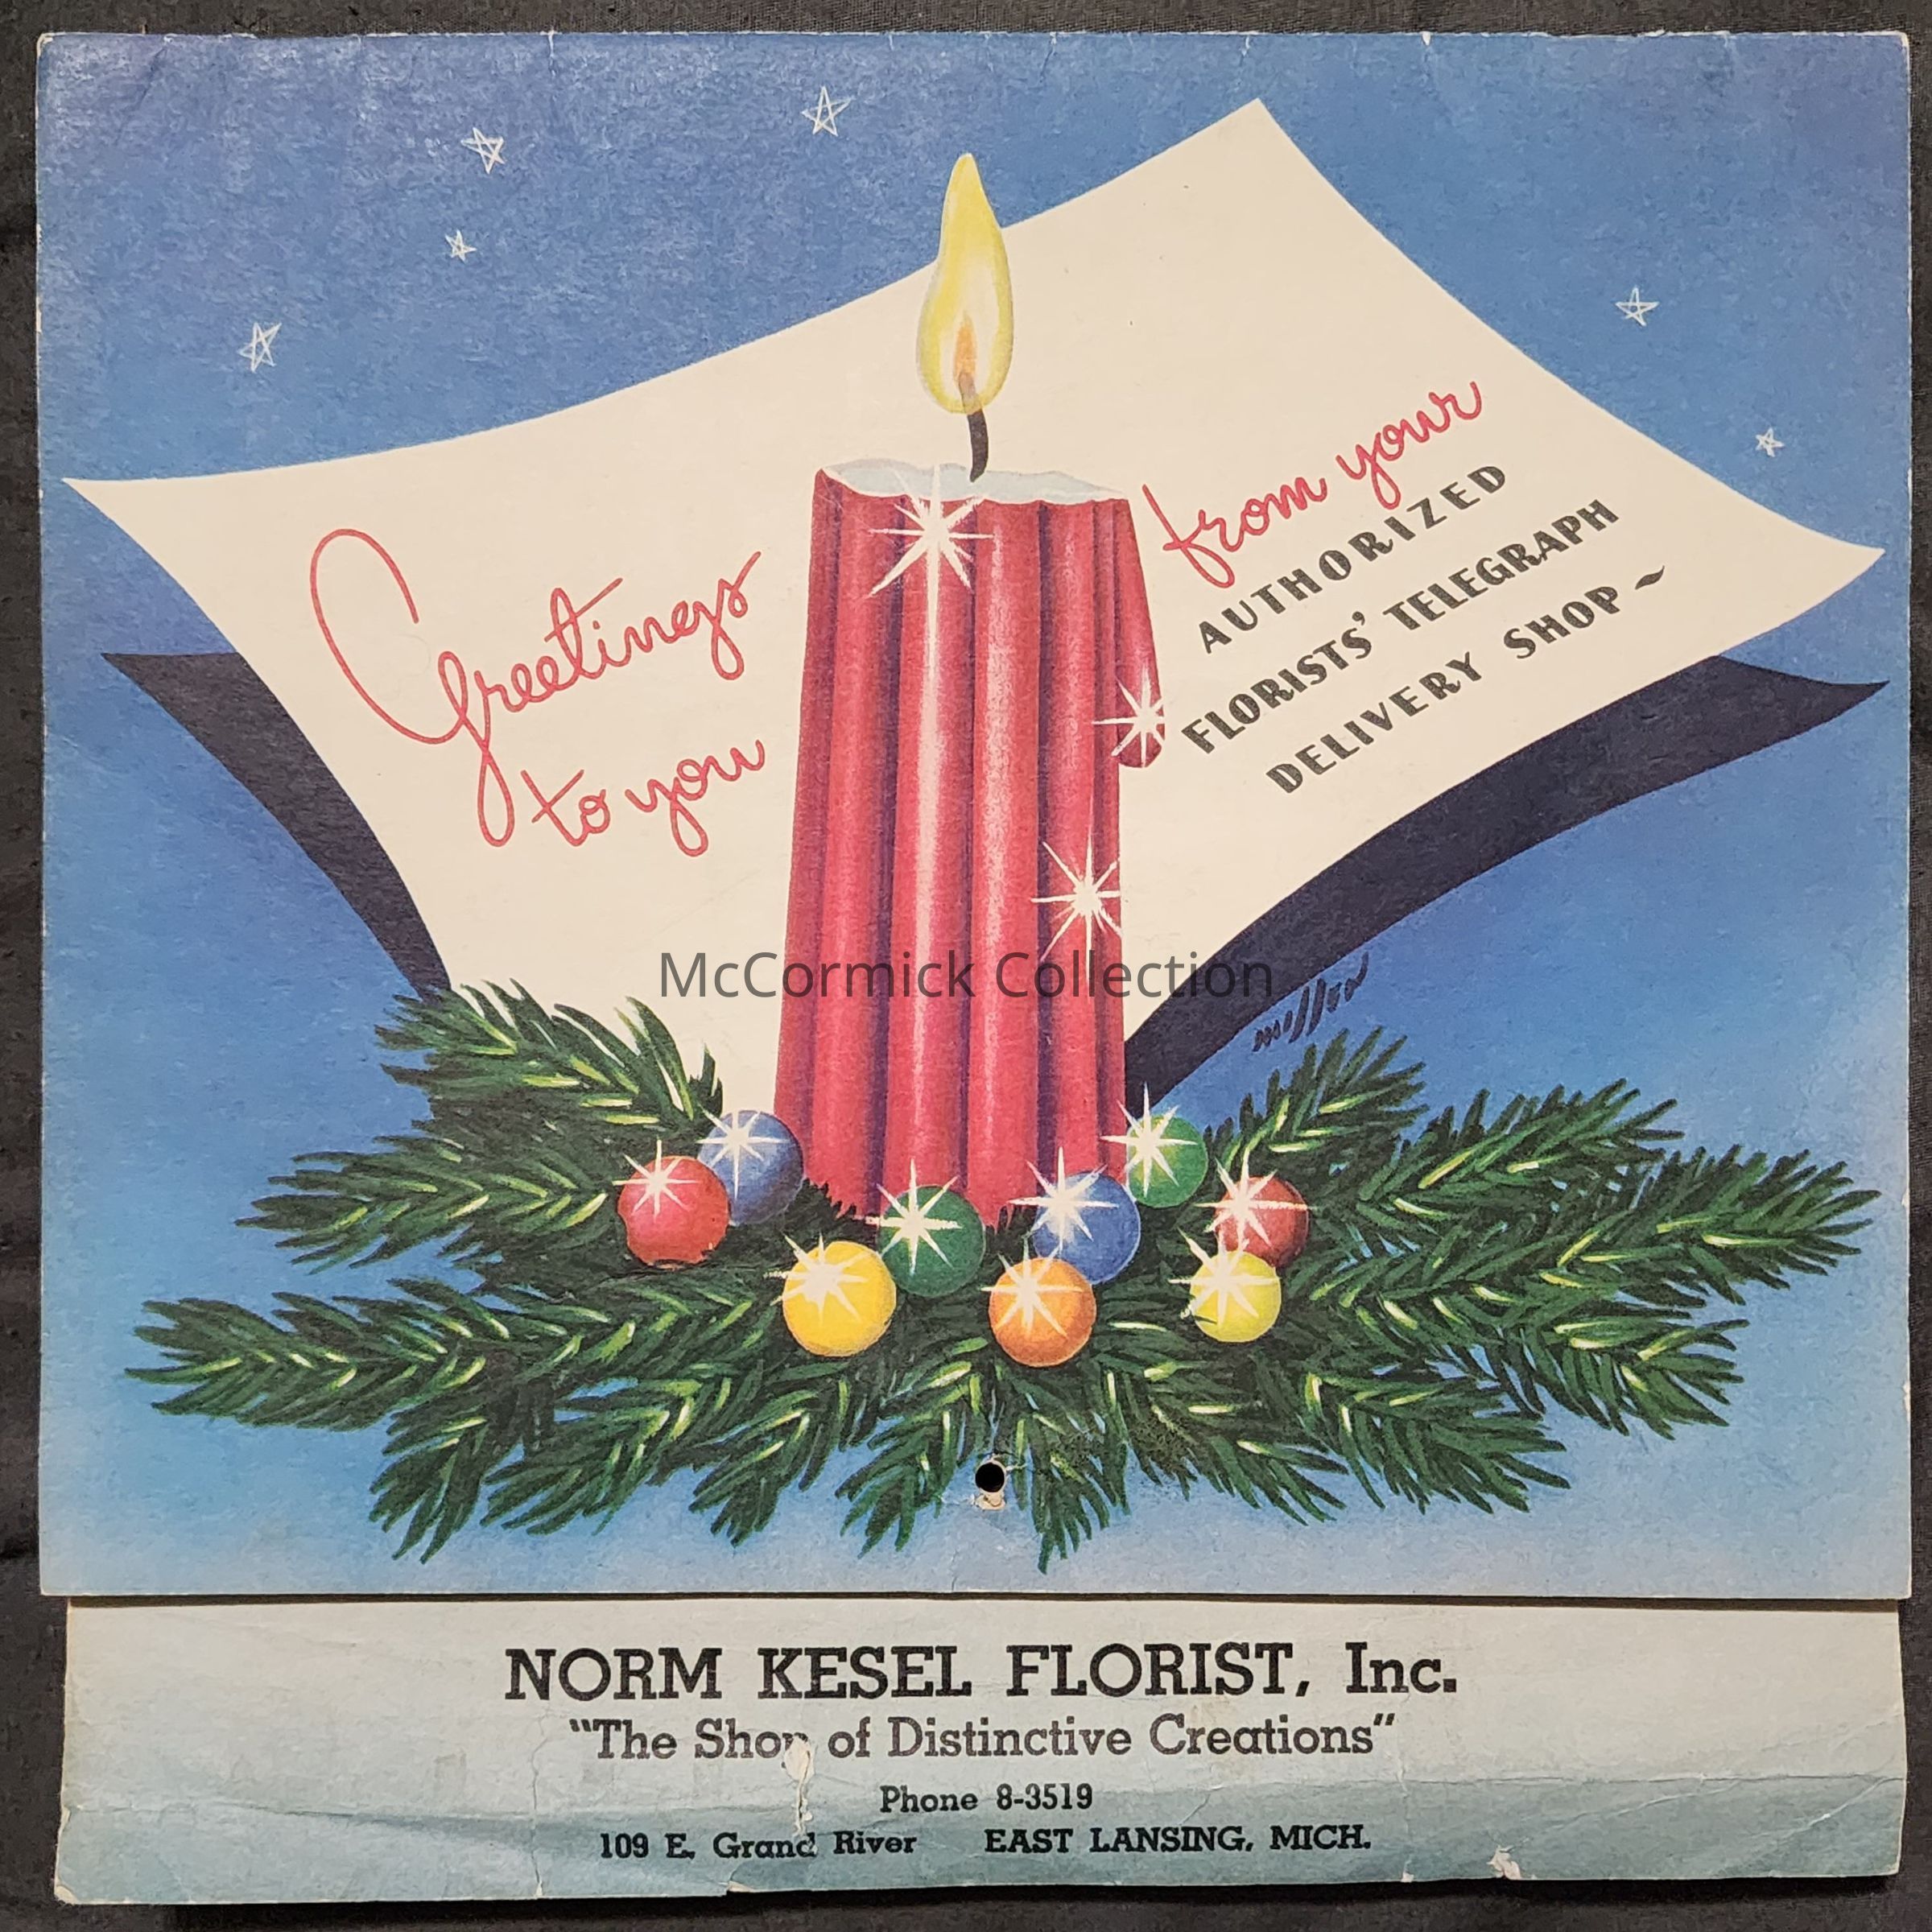 Greetings
to you
from your
AUTHORIZED
FLORISTS' TELEGRAPH
DELIVERY SHOP ~
McCormick Collection
NORM KESEL FLORIST, Inc.
"The Shop of Distinctive Creations"
Phone 8-3519
109 E. Grand River EAST LANSING, MICH.